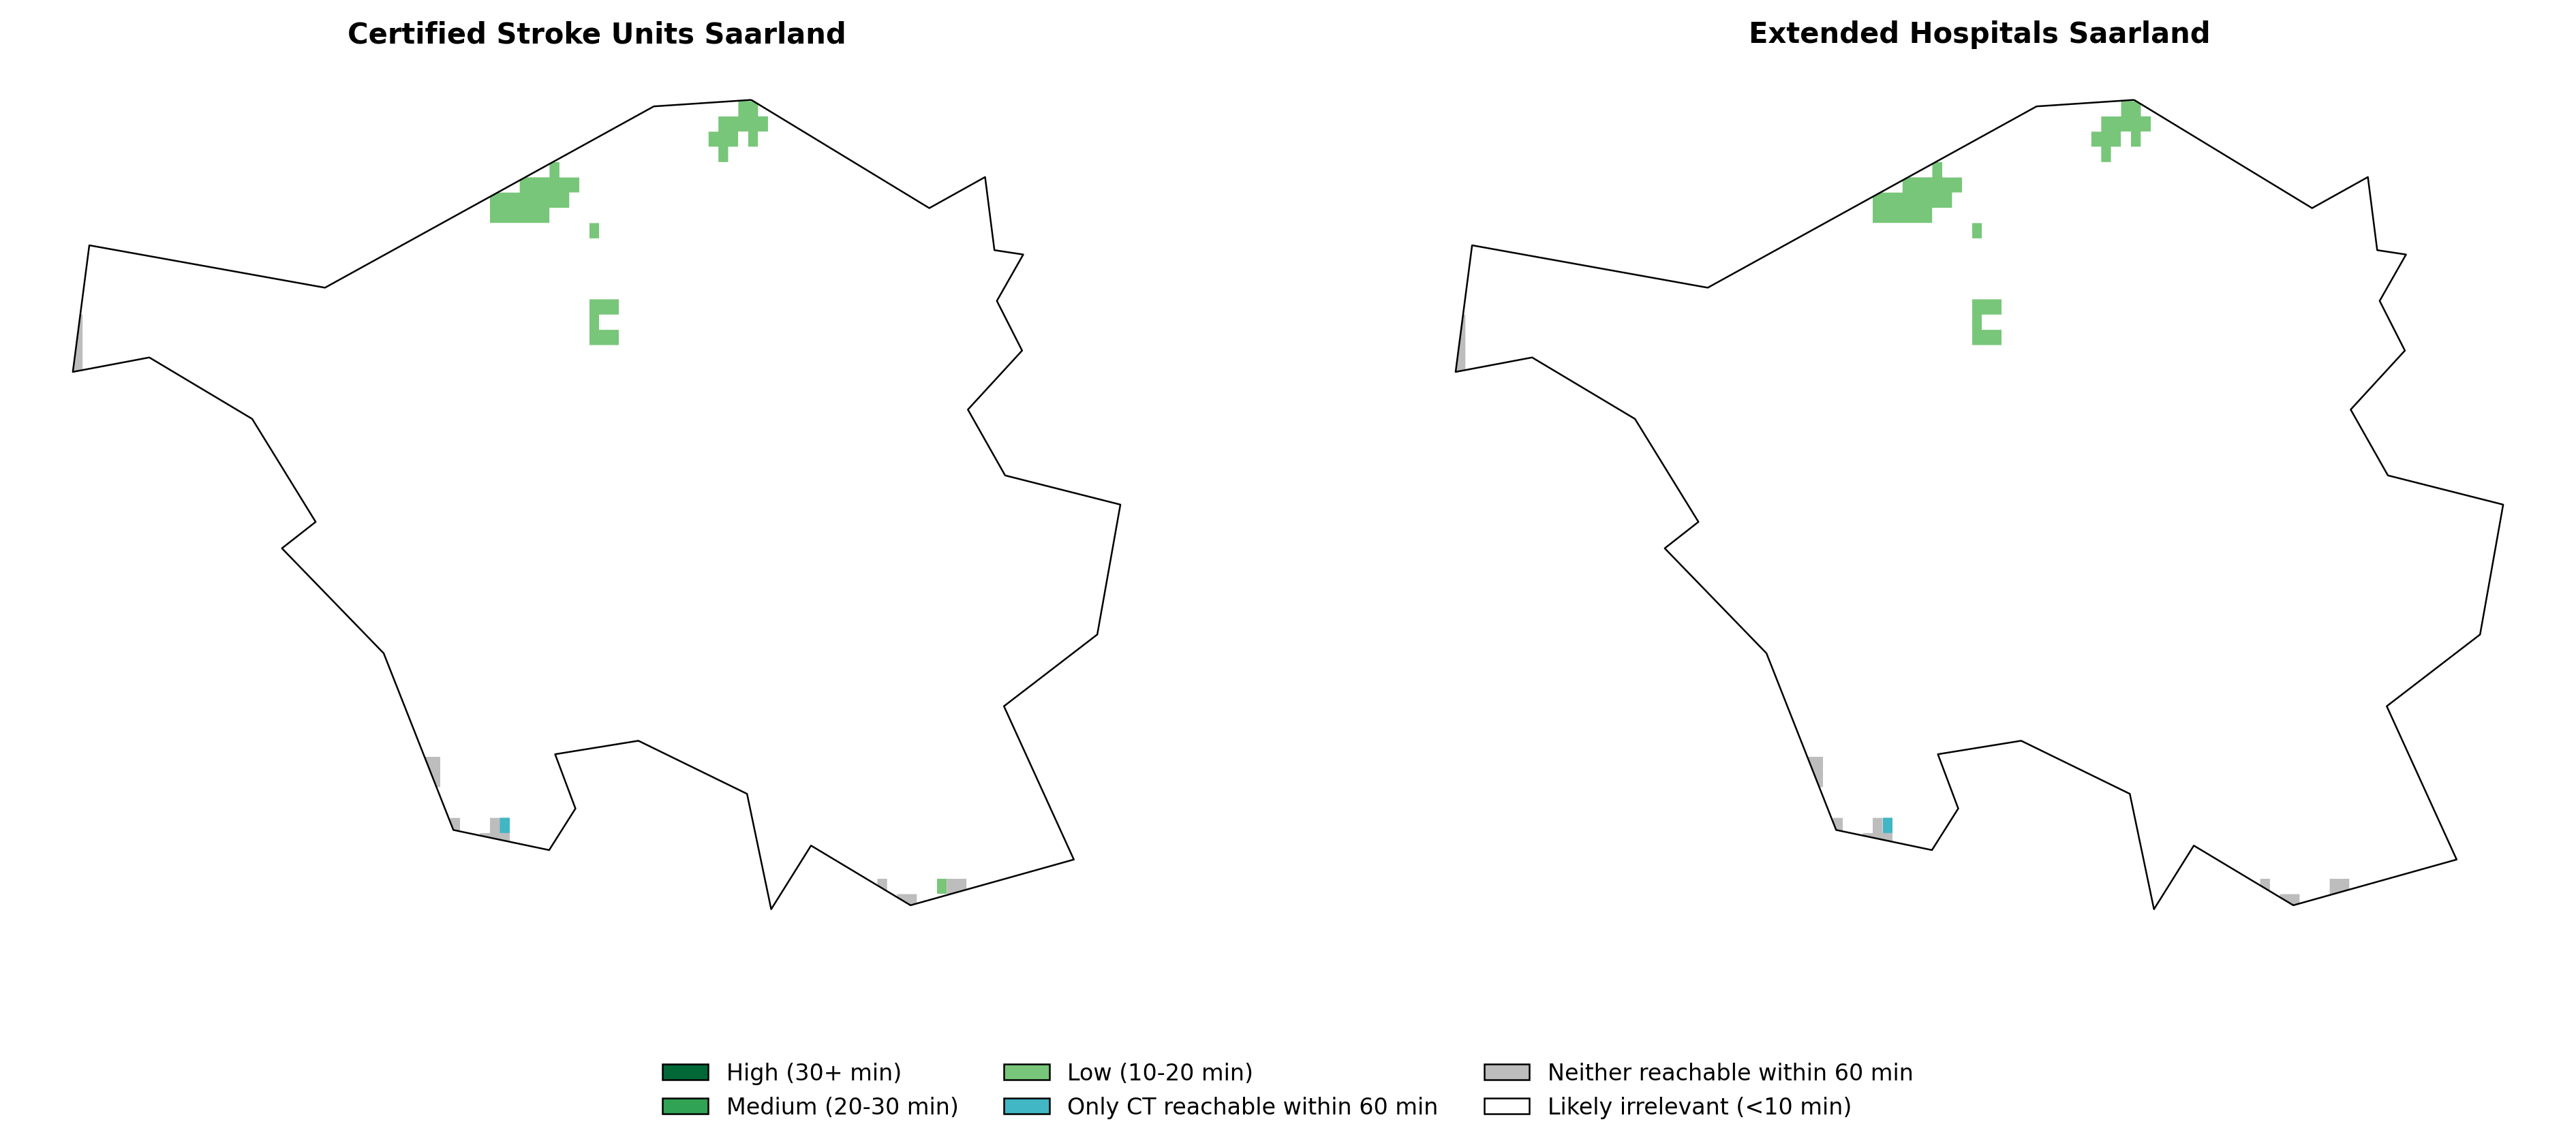 Certified Stroke Units Saarland
Extended Hospitals Saarland
High (30+ min)
Medium (20-30 min)
Low (10-20 min)
Only CT reachable within 60 min
Neither reachable within 60 min
Likely irrelevant (<10 min)